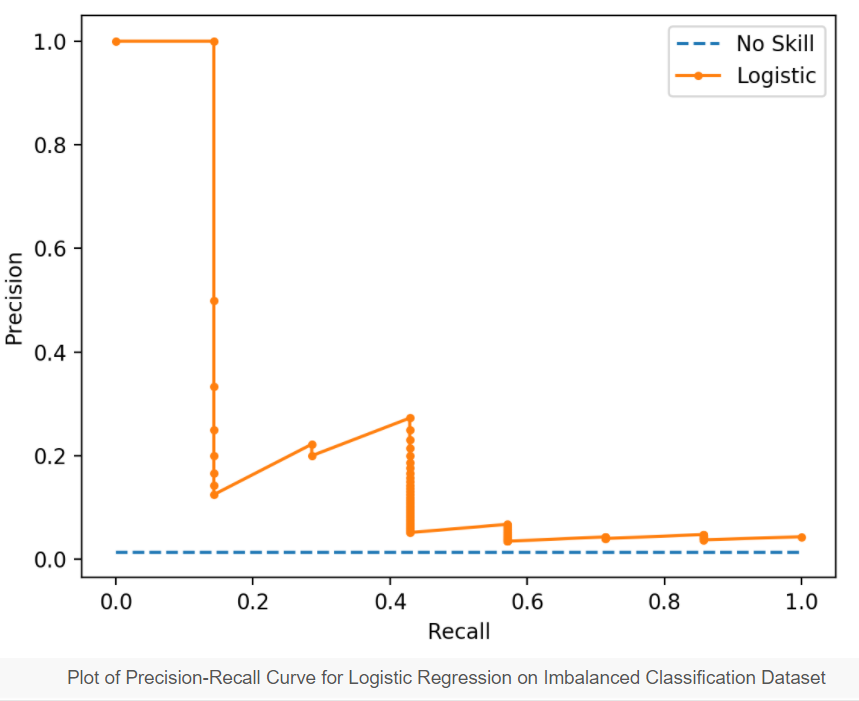 1.0
0.8
0.6
0.4
0.2
0.0
Precision
No Skill
Logistic
0.0 0.2 0.4 0.6 0.8 1.0
Recall
Plot of Precision-Recall Curve for Logistic Regression on Imbalanced Classification Dataset